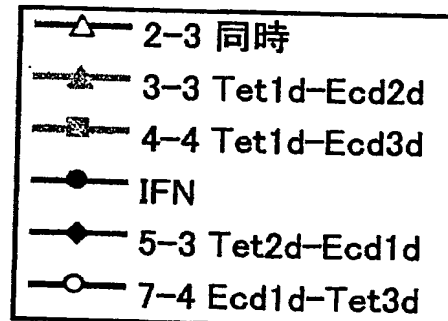 2-3 同時
3-3 Tet1d-Ecd2d
4-4 Tet1d-Ecd3d
IFN
5-3 Tet2d-Ecd1d
7-4 Ecd1d-Tet3d